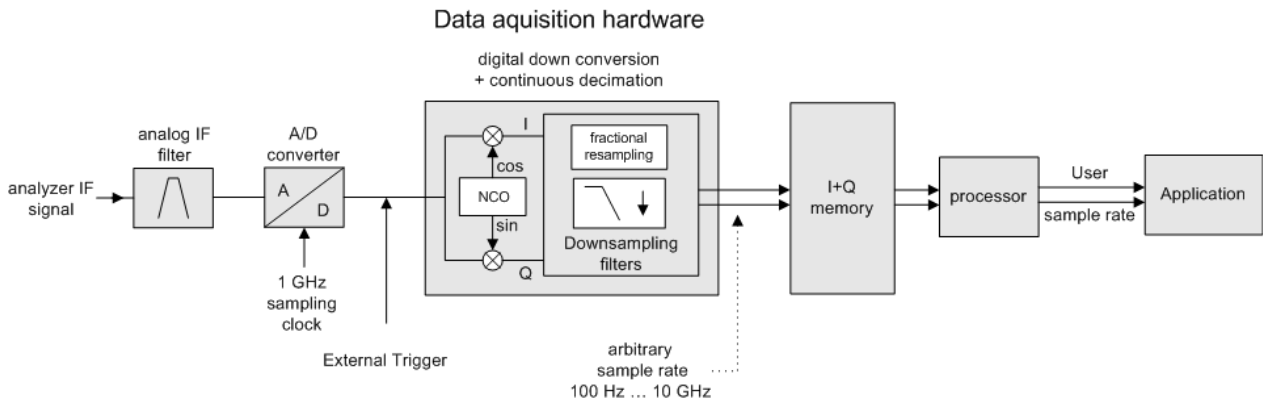 Data aquisition hardware
digital down conversion
+ continuous decimation
analog IF
filter
A/D
converter
analyzer IF
signal
A
D
1 GHz
sampling
clock
External Trigger
I
cos
NCO
sin
Q
fractional
resampling
Downsampling
filters
arbitrary
sample rate
100 Hz … 10 GHz
I+Q
memory
processor
User
sample rate
Application